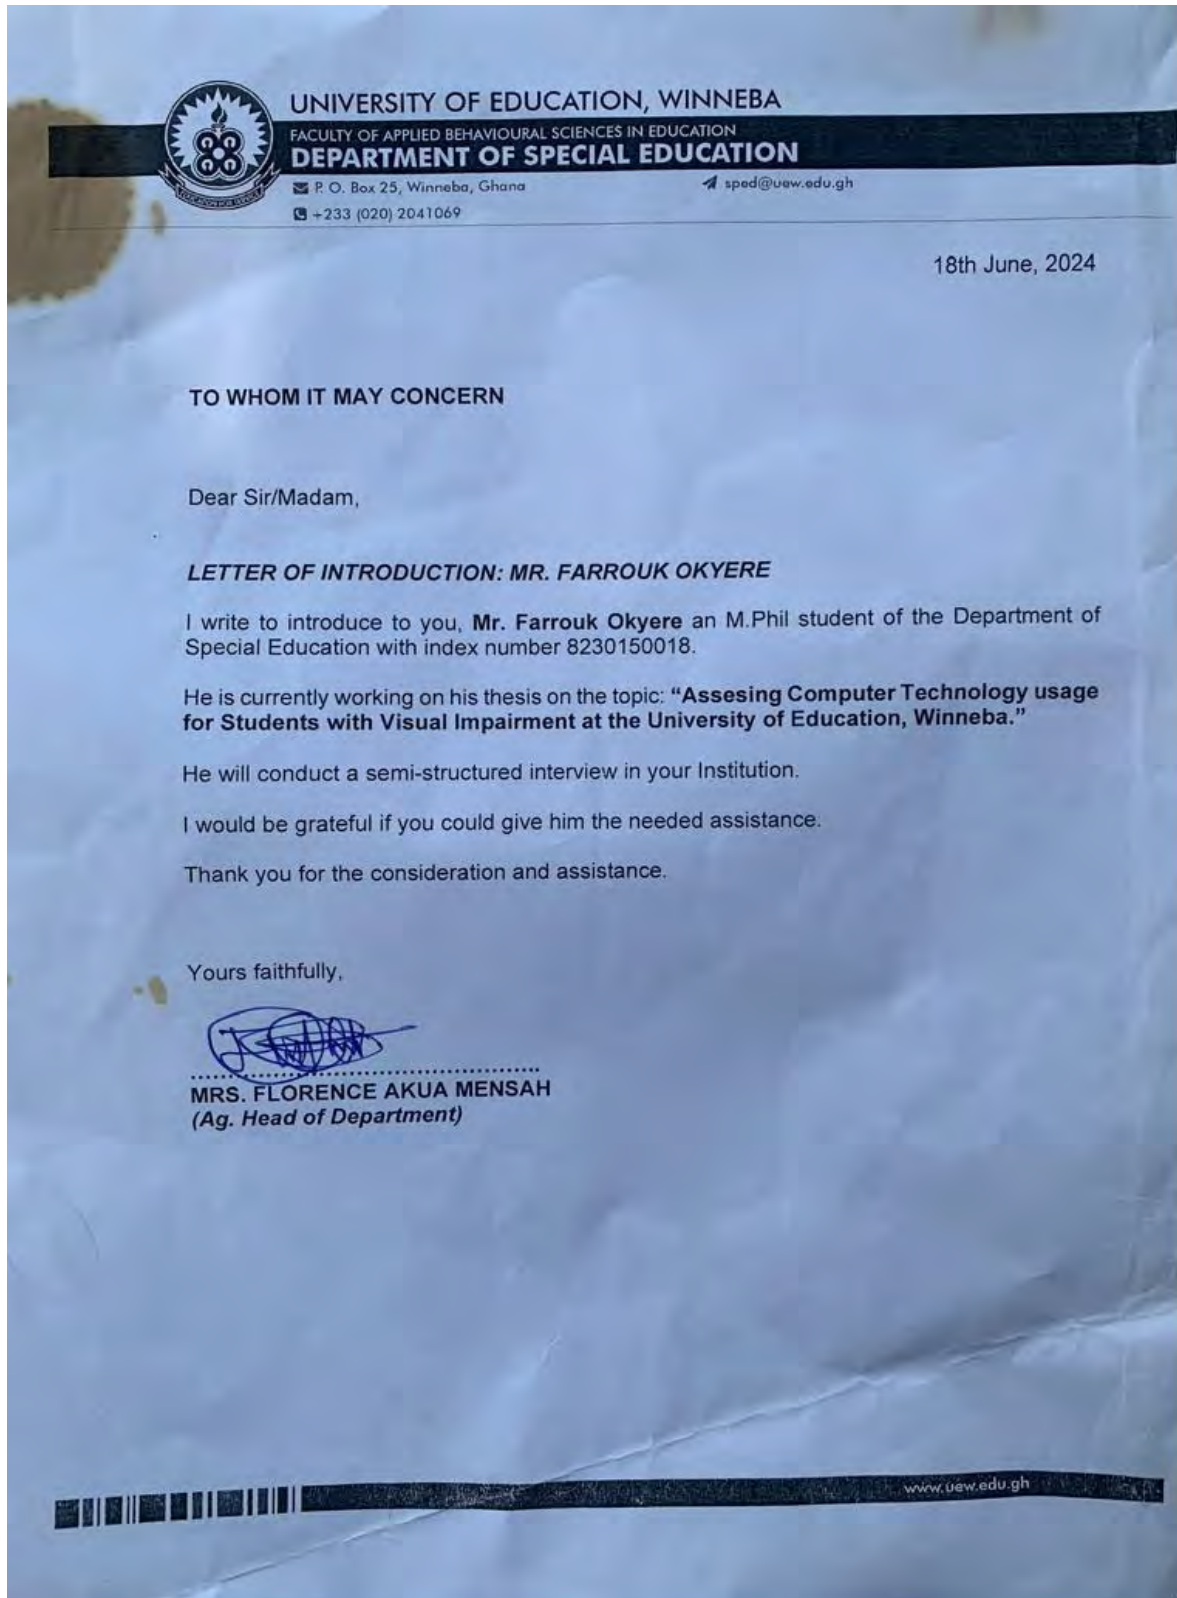 UNIVERSITY OF EDUCATION, WINNEBA
FACULTY OF APPLIED BEHAVIOURAL SCIENCES IN EDUCATION
DEPARTMENT OF SPECIAL EDUCATION
P. O. Box 25, Winneba, Ghana
sped@uew.edu.gh
+233 (020) 2041069
EDUCATION FOR SERVICE
18th June, 2024
TO WHOM IT MAY CONCERN
Dear Sir/Madam,
LETTER OF INTRODUCTION: MR. FARROUK OKYERE
I write to introduce to you, Mr. Farrouk Okyere an M.Phil student of the Department of
Special Education with index number 8230150018.
He is currently working on his thesis on the topic: “Assesing Computer Technology usage
for Students with Visual Impairment at the University of Education, Winneba.”
He will conduct a semi-structured interview in your Institution.
I would be grateful if you could give him the needed assistance.
Thank you for the consideration and assistance.
Yours faithfully,
MRS. FLORENCE AKUA MENSAH
(Ag. Head of Department)
www.uew.edu.gh